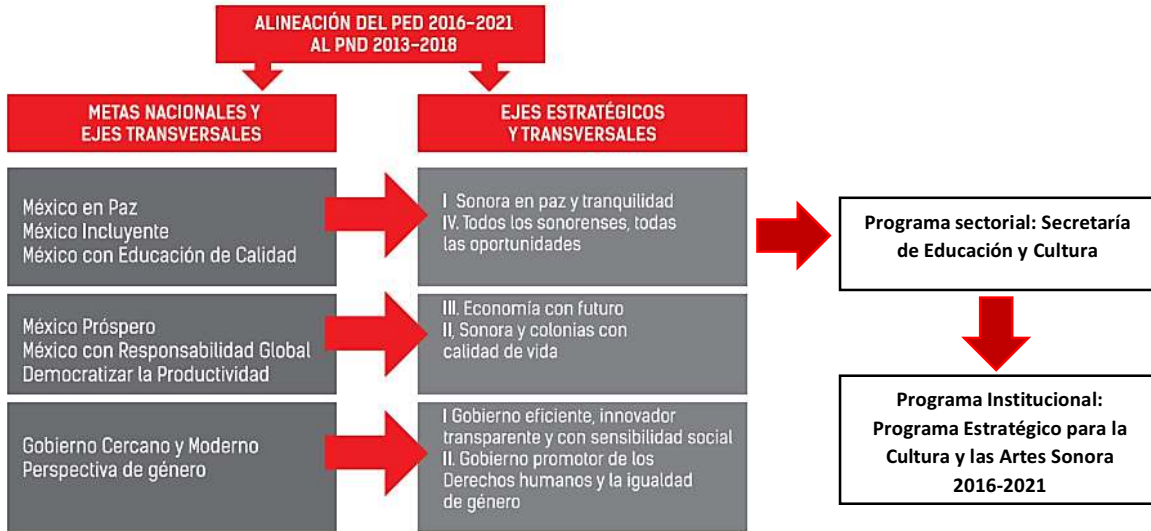 ALINEACIÓN DEL PED 2016-2021
AL PND 2013-2018
METAS NACIONALES Y
EJES TRANSVERSALES
EJES ESTRATÉGICOS
Y TRANSVERSALES
México en Paz
México Incluyente
México con Educación de Calidad
I Sonora en paz y tranquilidad
IV. Todos los sonorenses, todas
las oportunidades
México Próspero
México con Responsabilidad Global
Democratizar la Productividad
III. Economía con futuro
II, Sonora y colonias con
calidad de vida
Gobierno Cercano y Moderno
Perspectiva de género
I Gobierno eficiente, innovador
transparente y con sensibilidad social
II. Gobierno promotor de los
Derechos humanos y la igualdad
de género
Programa sectorial: Secretaría
de Educación y Cultura
Programa Institucional:
Programa Estratégico para la
Cultura y las Artes Sonora
2016-2021